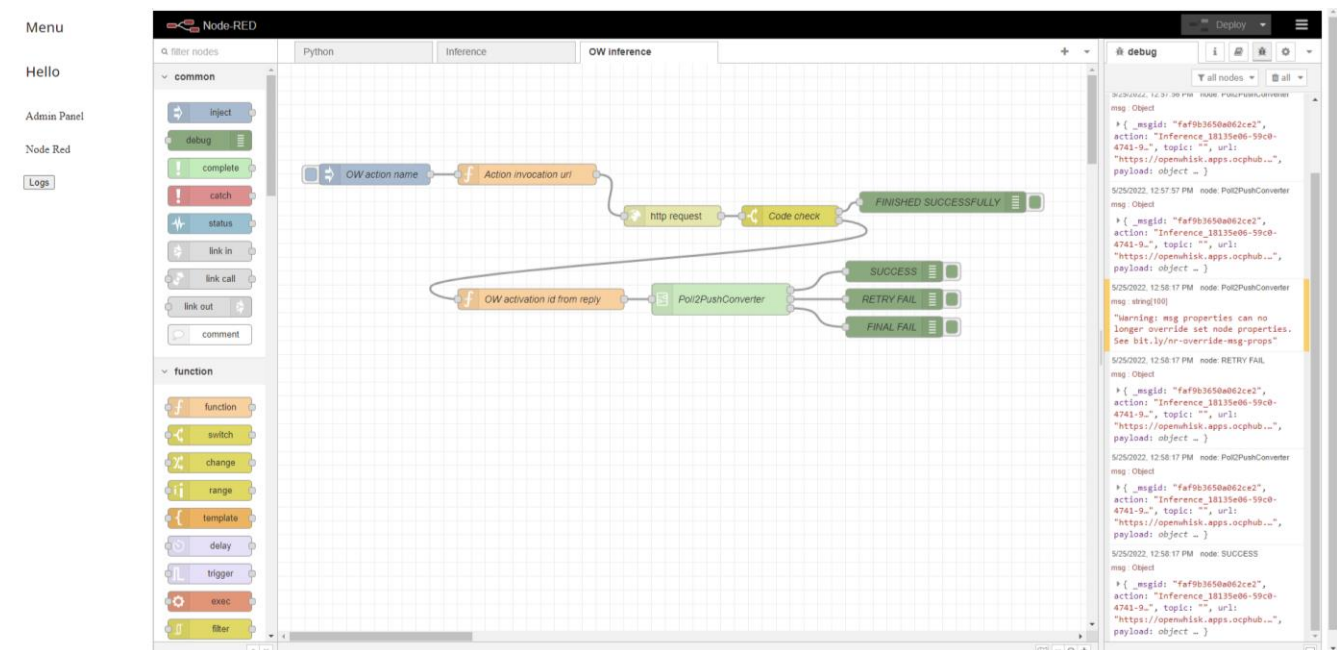 Menu
Hello
Admin Panel
Node Red
Logs
Node-RED
Deploy
filter nodes
common
inject
debug
complete
catch
status
link in
link call
link out
comment
function
function
switch
change
range
template
delay
trigger
exec
filter
Python
Inference
OW inference
OW action name
Action invocation url
http request
Code check
FINISHED SUCCESSFULLY
OW activation id from reply
Poll2PushConverter
SUCCESS
RETRY FAIL
FINAL FAIL
debug
all nodes
all
5/25/2022, 12:57:56 PM node: Poll2PushConverter
msg : Object
{ _msgid: "faf9b3650a062ce2",
action: "Inference_18135e06-59c0-
4741-9…", topic: "", url:
"https://openwhisk.apps.ocphub.…",
payload: object … }
5/25/2022, 12:57:57 PM node: Poll2PushConverter
msg : Object
{ _msgid: "faf9b3650a062ce2",
action: "Inference_18135e06-59c0-
4741-9…", topic: "", url:
"https://openwhisk.apps.ocphub.…",
payload: object … }
5/25/2022, 12:58:17 PM node: Poll2PushConverter
msg : string[100]
"Warning: msg properties can no
longer override set node properties.
See bit.ly/nr-override-msg-props"
5/25/2022, 12:58:17 PM node: RETRY FAIL
msg : Object
{ _msgid: "faf9b3650a062ce2",
action: "Inference_18135e06-59c0-
4741-9…", topic: "", url:
"https://openwhisk.apps.ocphub.…",
payload: object … }
5/25/2022, 12:58:17 PM node: Poll2PushConverter
msg : Object
{ _msgid: "faf9b3650a062ce2",
action: "Inference_18135e06-59c0-
4741-9…", topic: "", url:
"https://openwhisk.apps.ocphub.…",
payload: object … }
5/25/2022, 12:58:17 PM node: SUCCESS
msg : Object
{ _msgid: "faf9b3650a062ce2",
action: "Inference_18135e06-59c0-
4741-9…", topic: "", url:
"https://openwhisk.apps.ocphub.…",
payload: object … }